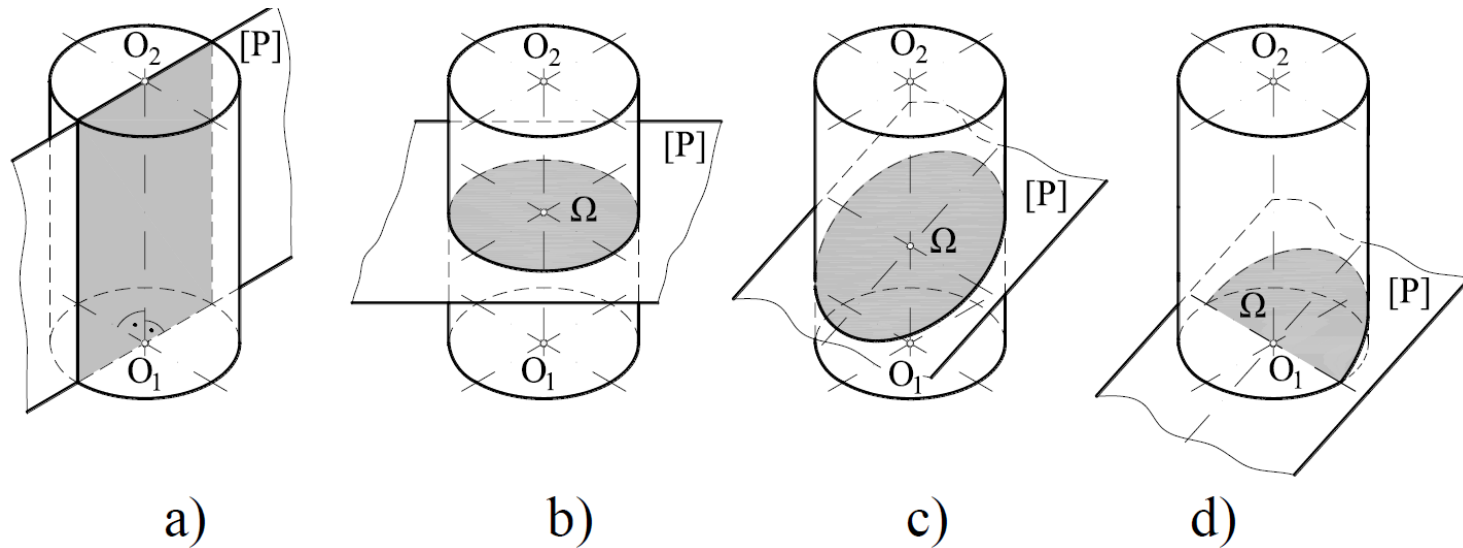 O2 [P] O1
O2 [P] Ω O1
O2 [P] Ω O1
O2 [P] Ω O1
a) b) c) d)